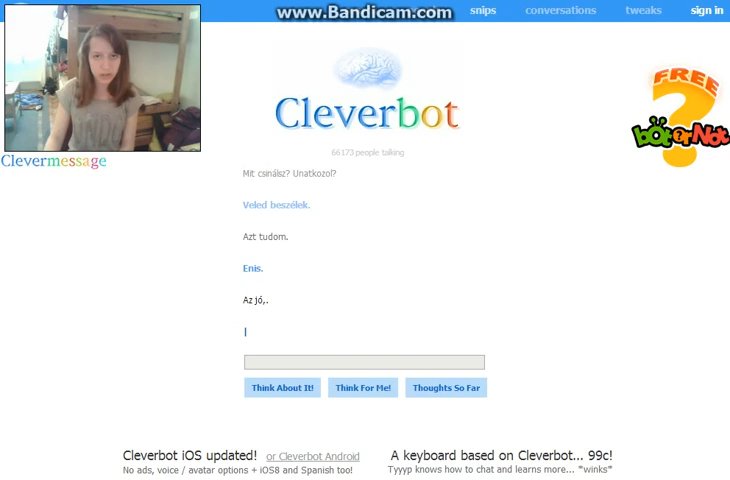 www.Bandicam.com
snips conversations tweaks sign in
Cleverbot
FREE
?
botorNot
Clevermessage
66173 people talking
Mit csinálsz? Unatkozol?
Veled beszélek.
Azt tudom.
Enis.
Az jó,.
Think About It! Think For Me! Thoughts So Far
Cleverbot iOS updated! or Cleverbot Android
No ads, voice / avatar options + iOS8 and Spanish too!
A keyboard based on Cleverbot... 99c!
Tyyyp knows how to chat and learns more... *winks*